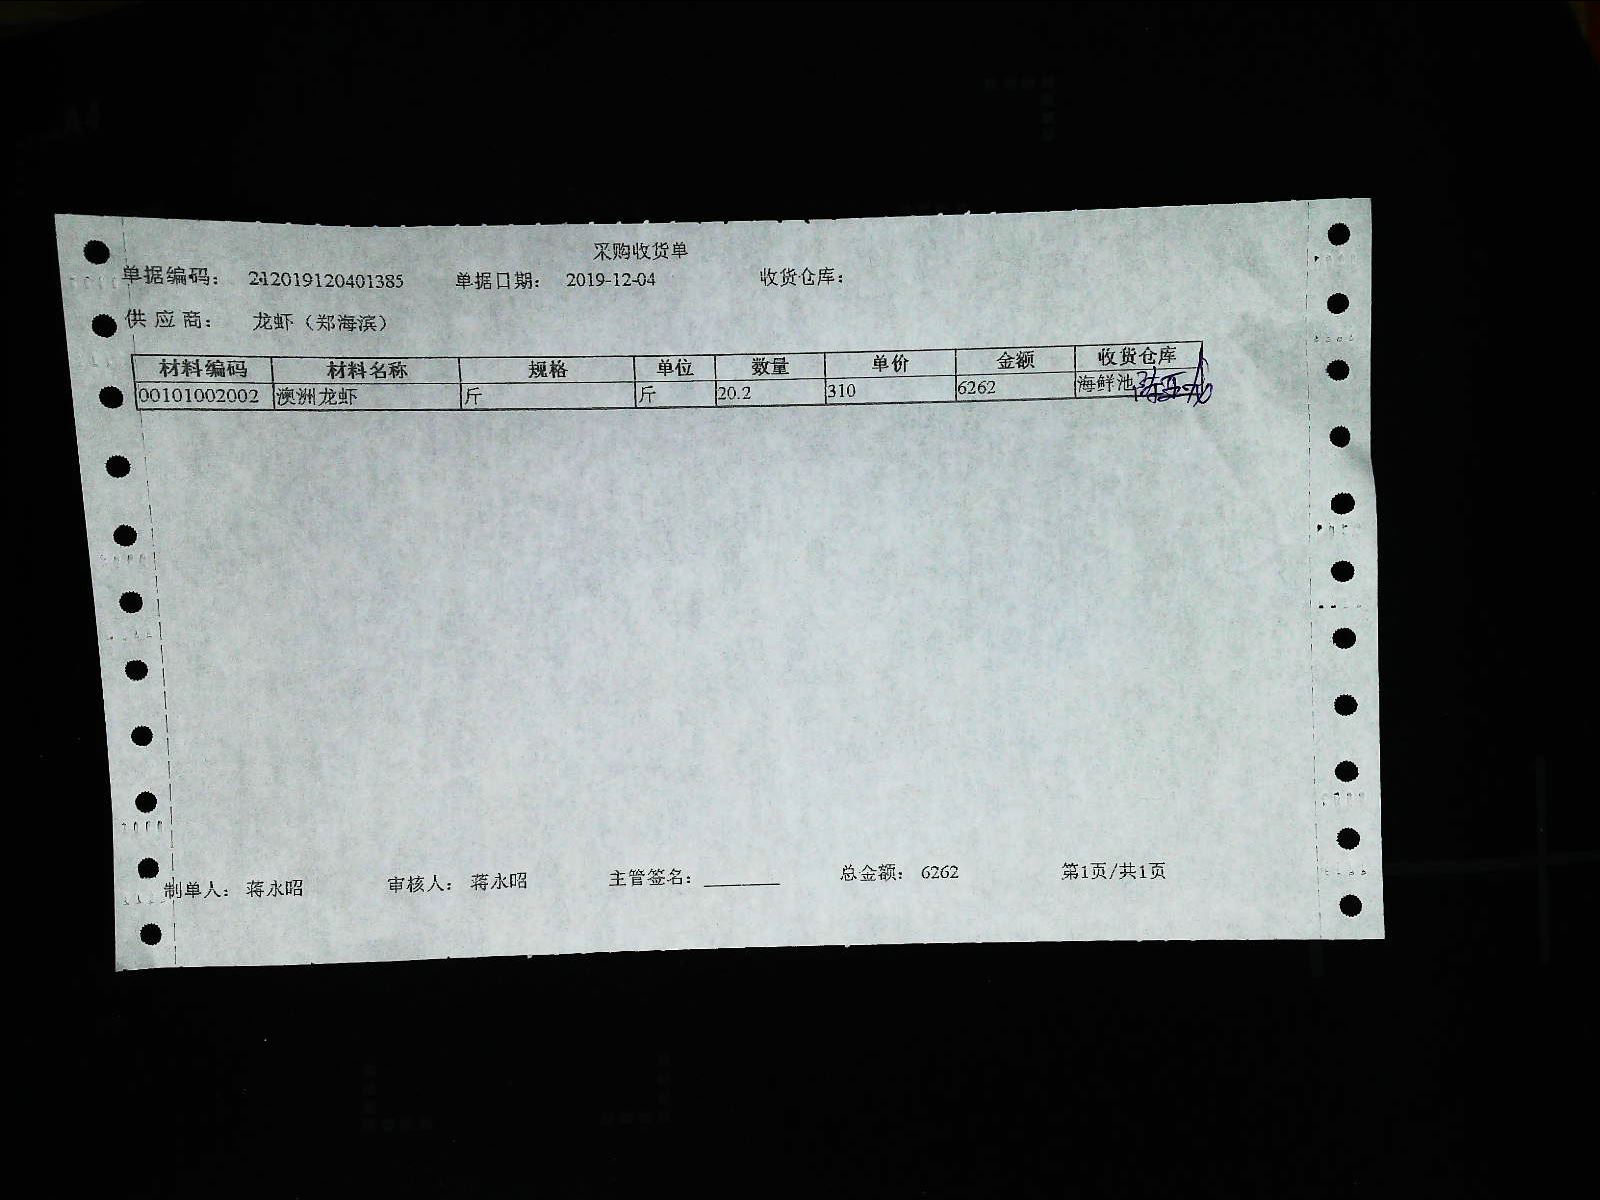 采购收货单
单据编码： 212019120401385 单据日期： 2019-12-04 收货仓库：
供 应 商： 龙虾（郑海滨）
材料编码 材料名称 规格 单位 数量 单价 金额 收货仓库
00101002002 澳洲龙虾 斤 斤 20.2 310 6262 海鲜池
制单人： 蒋永昭 审核人： 蒋永昭 主管签名： 总金额： 6262 第1页/共1页